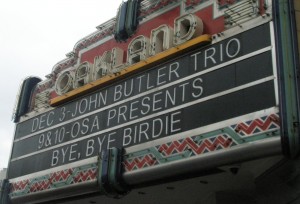 OAKLAND
DEC 3-JOHN BUTLER TRIO
9&10-OSA PRESENTS
BYE, BYE BIRDIE